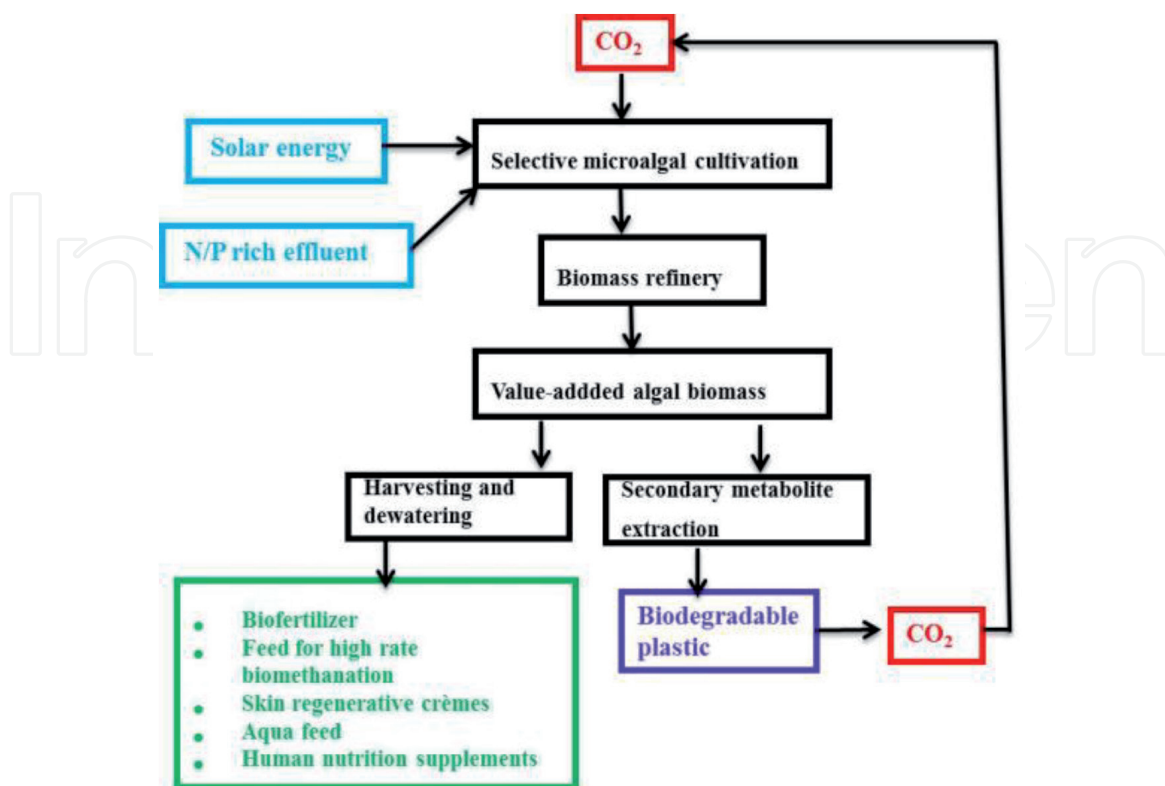 CO₂
Solar energy
Selective microalgal cultivation
N/P rich effluent
Biomass refinery
Value-addded algal biomass
Harvesting and
dewatering
Secondary metabolite
extraction
• Biofertilizer
• Feed for high rate
biomethanation
• Skin regenerative crèmes
• Aqua feed
• Human nutrition supplements
Biodegradable
plastic
CO₂